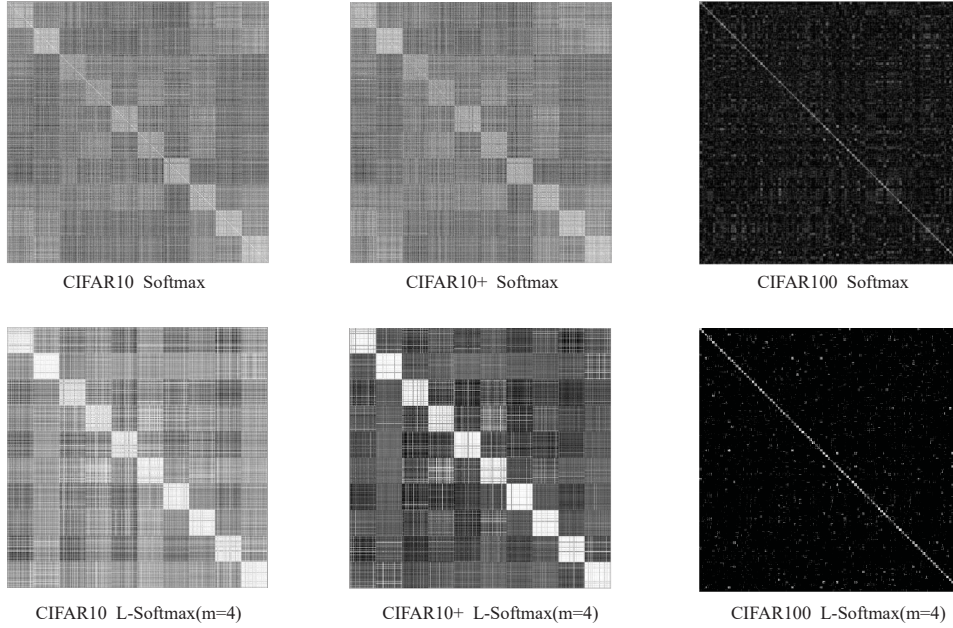 CIFAR10 Softmax
CIFAR10+ Softmax
CIFAR100 Softmax
CIFAR10 L-Softmax(m=4)
CIFAR10+ L-Softmax(m=4)
CIFAR100 L-Softmax(m=4)